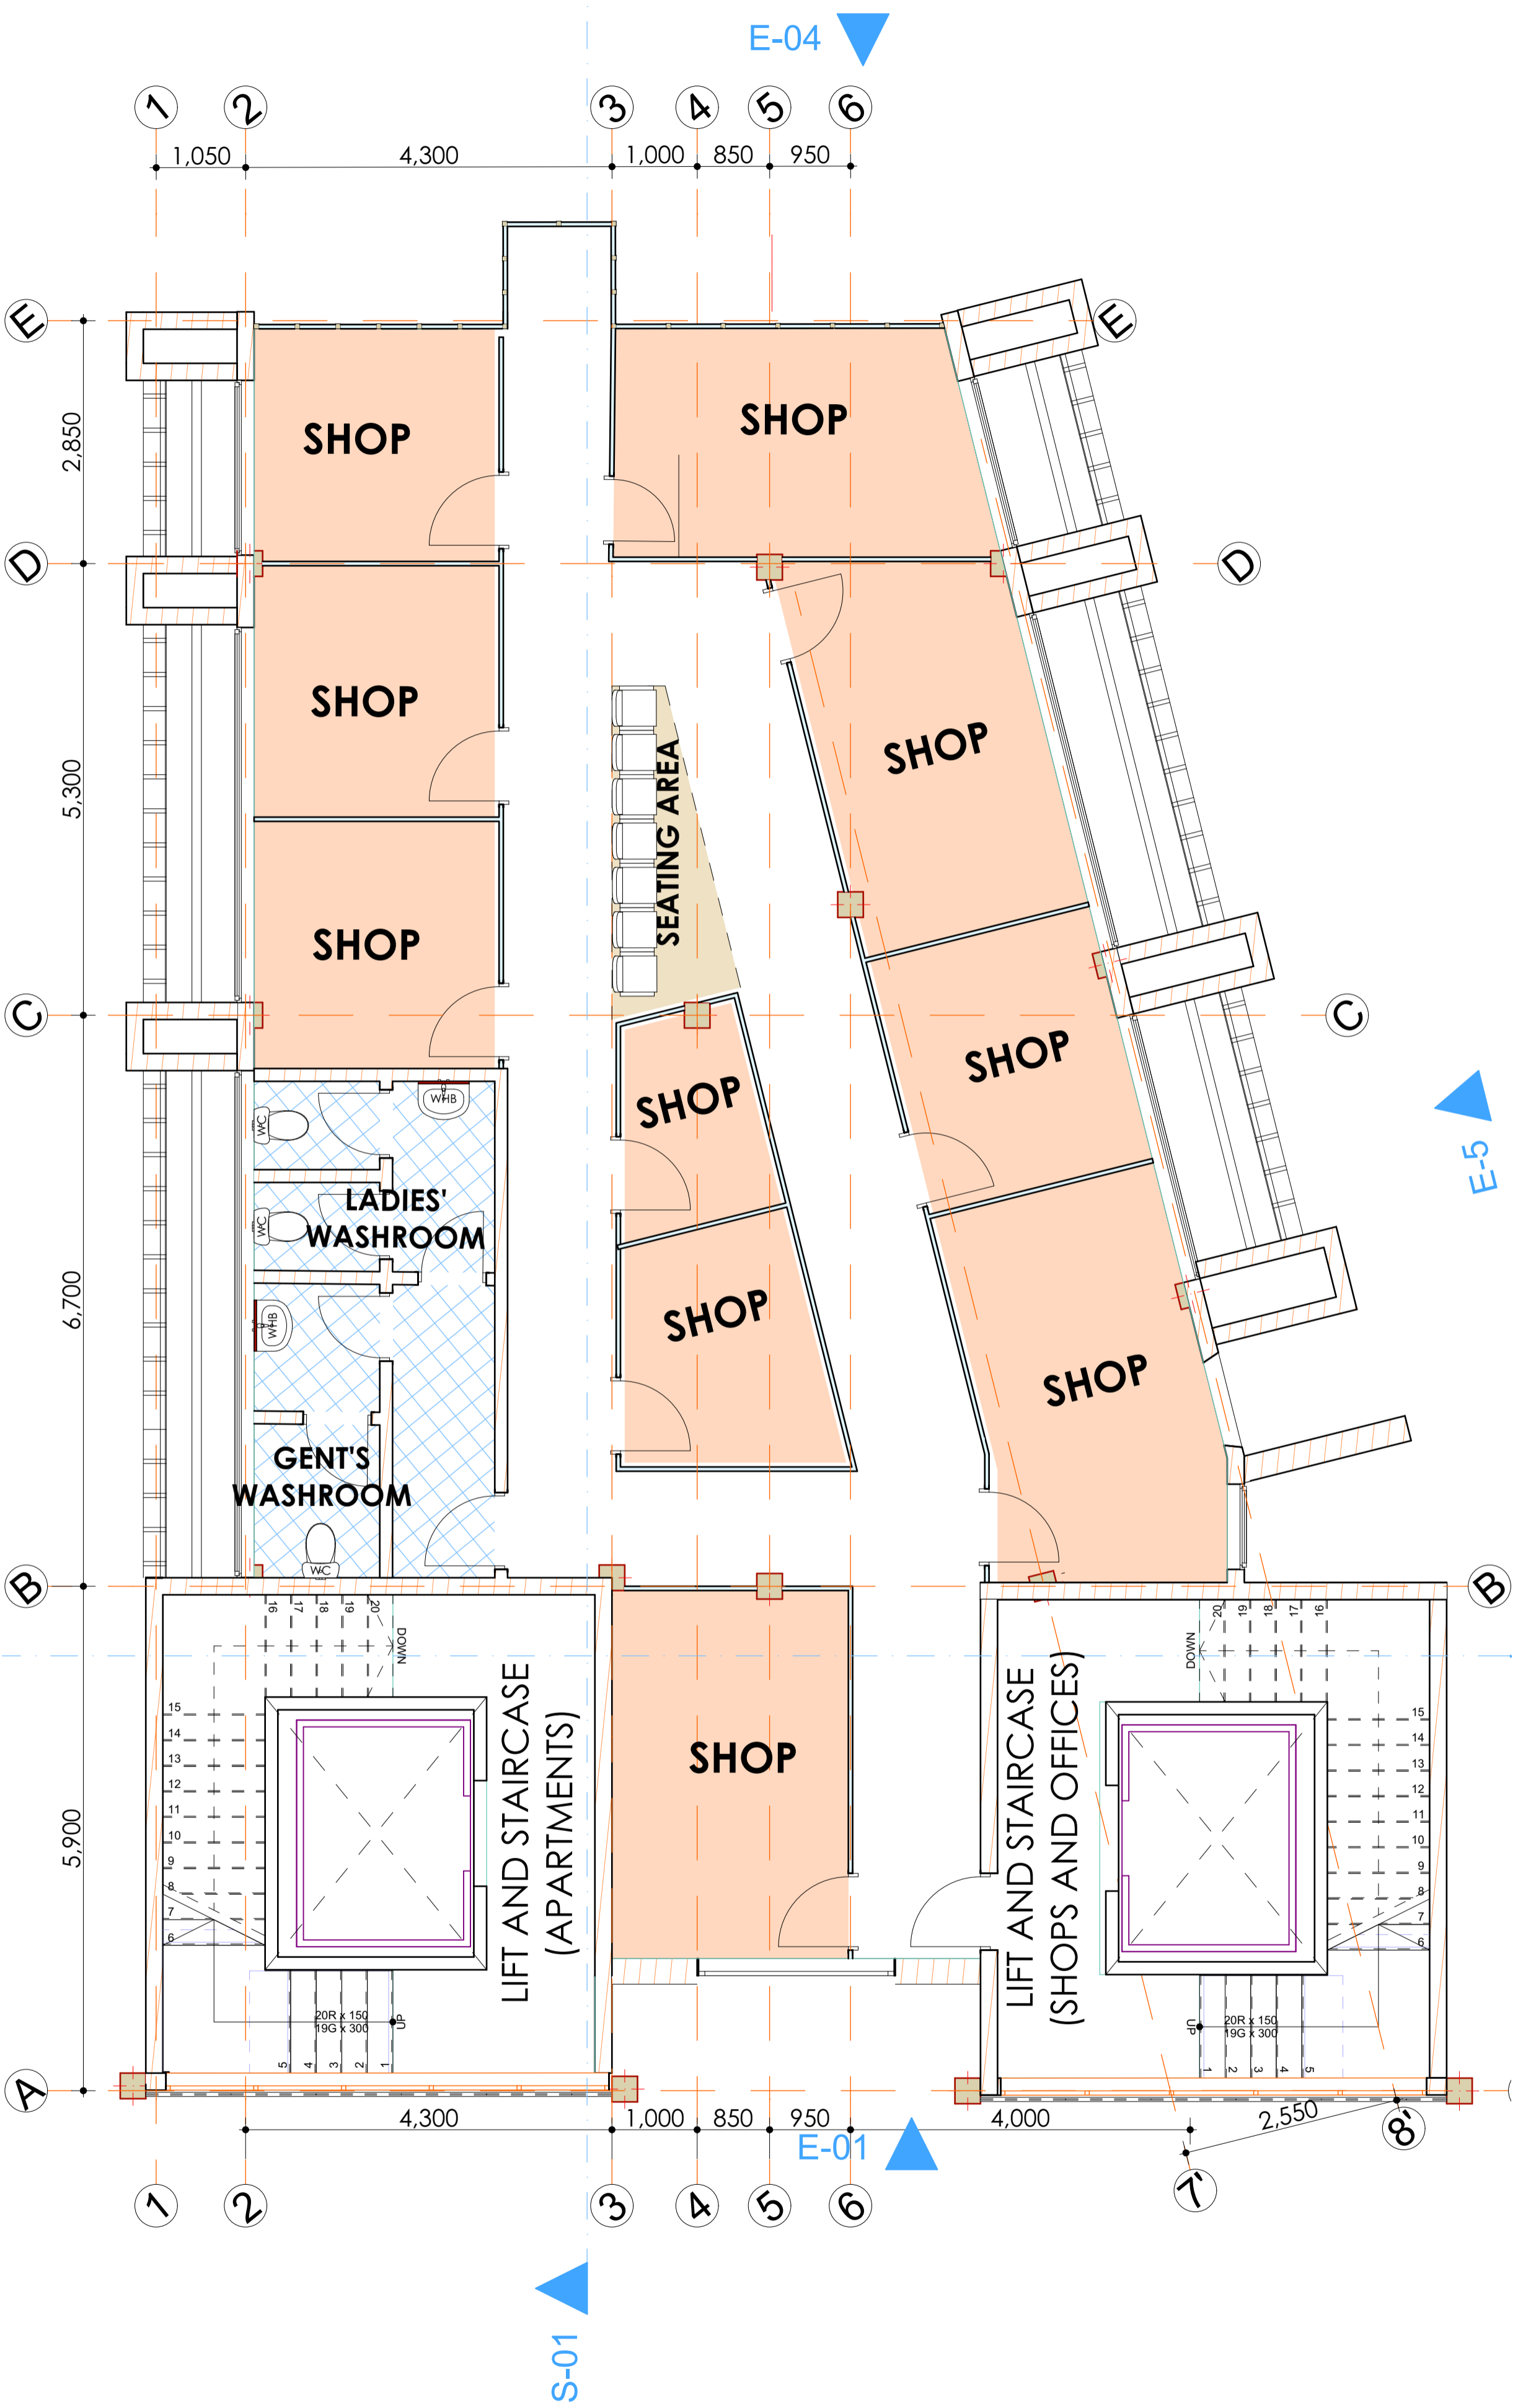 E-04
1 2 3 4 5 6
1,050 4,300 1,000 850 950
E E
SHOP SHOP
2,850
D D
SHOP SHOP
5,300
SEATING AREA
SHOP
C C
SHOP SHOP
WC WHB
E-5
LADIES'
WASHROOM
WC
6,700
WHB
SHOP
SHOP
GENT'S
WASHROOM
WC
B B
16 17 18 19 20
DOWN
20 19 18 17 16
DOWN
15
14
13
12
11
10
9
8
7
6
LIFT AND STAIRCASE
(APARTMENTS)
SHOP
LIFT AND STAIRCASE
(SHOPS AND OFFICES)
15
14
13
12
11
10
9
8
7
6
5,900
20R x 150
19G x 300
UP
5 4 3 2 1
20R x 150
19G x 300
UP
1 2 3 4 5
A
4,300 1,000 850 950 4,000 2,550
E-01
1 2 3 4 5 6 7' 8'
S-01